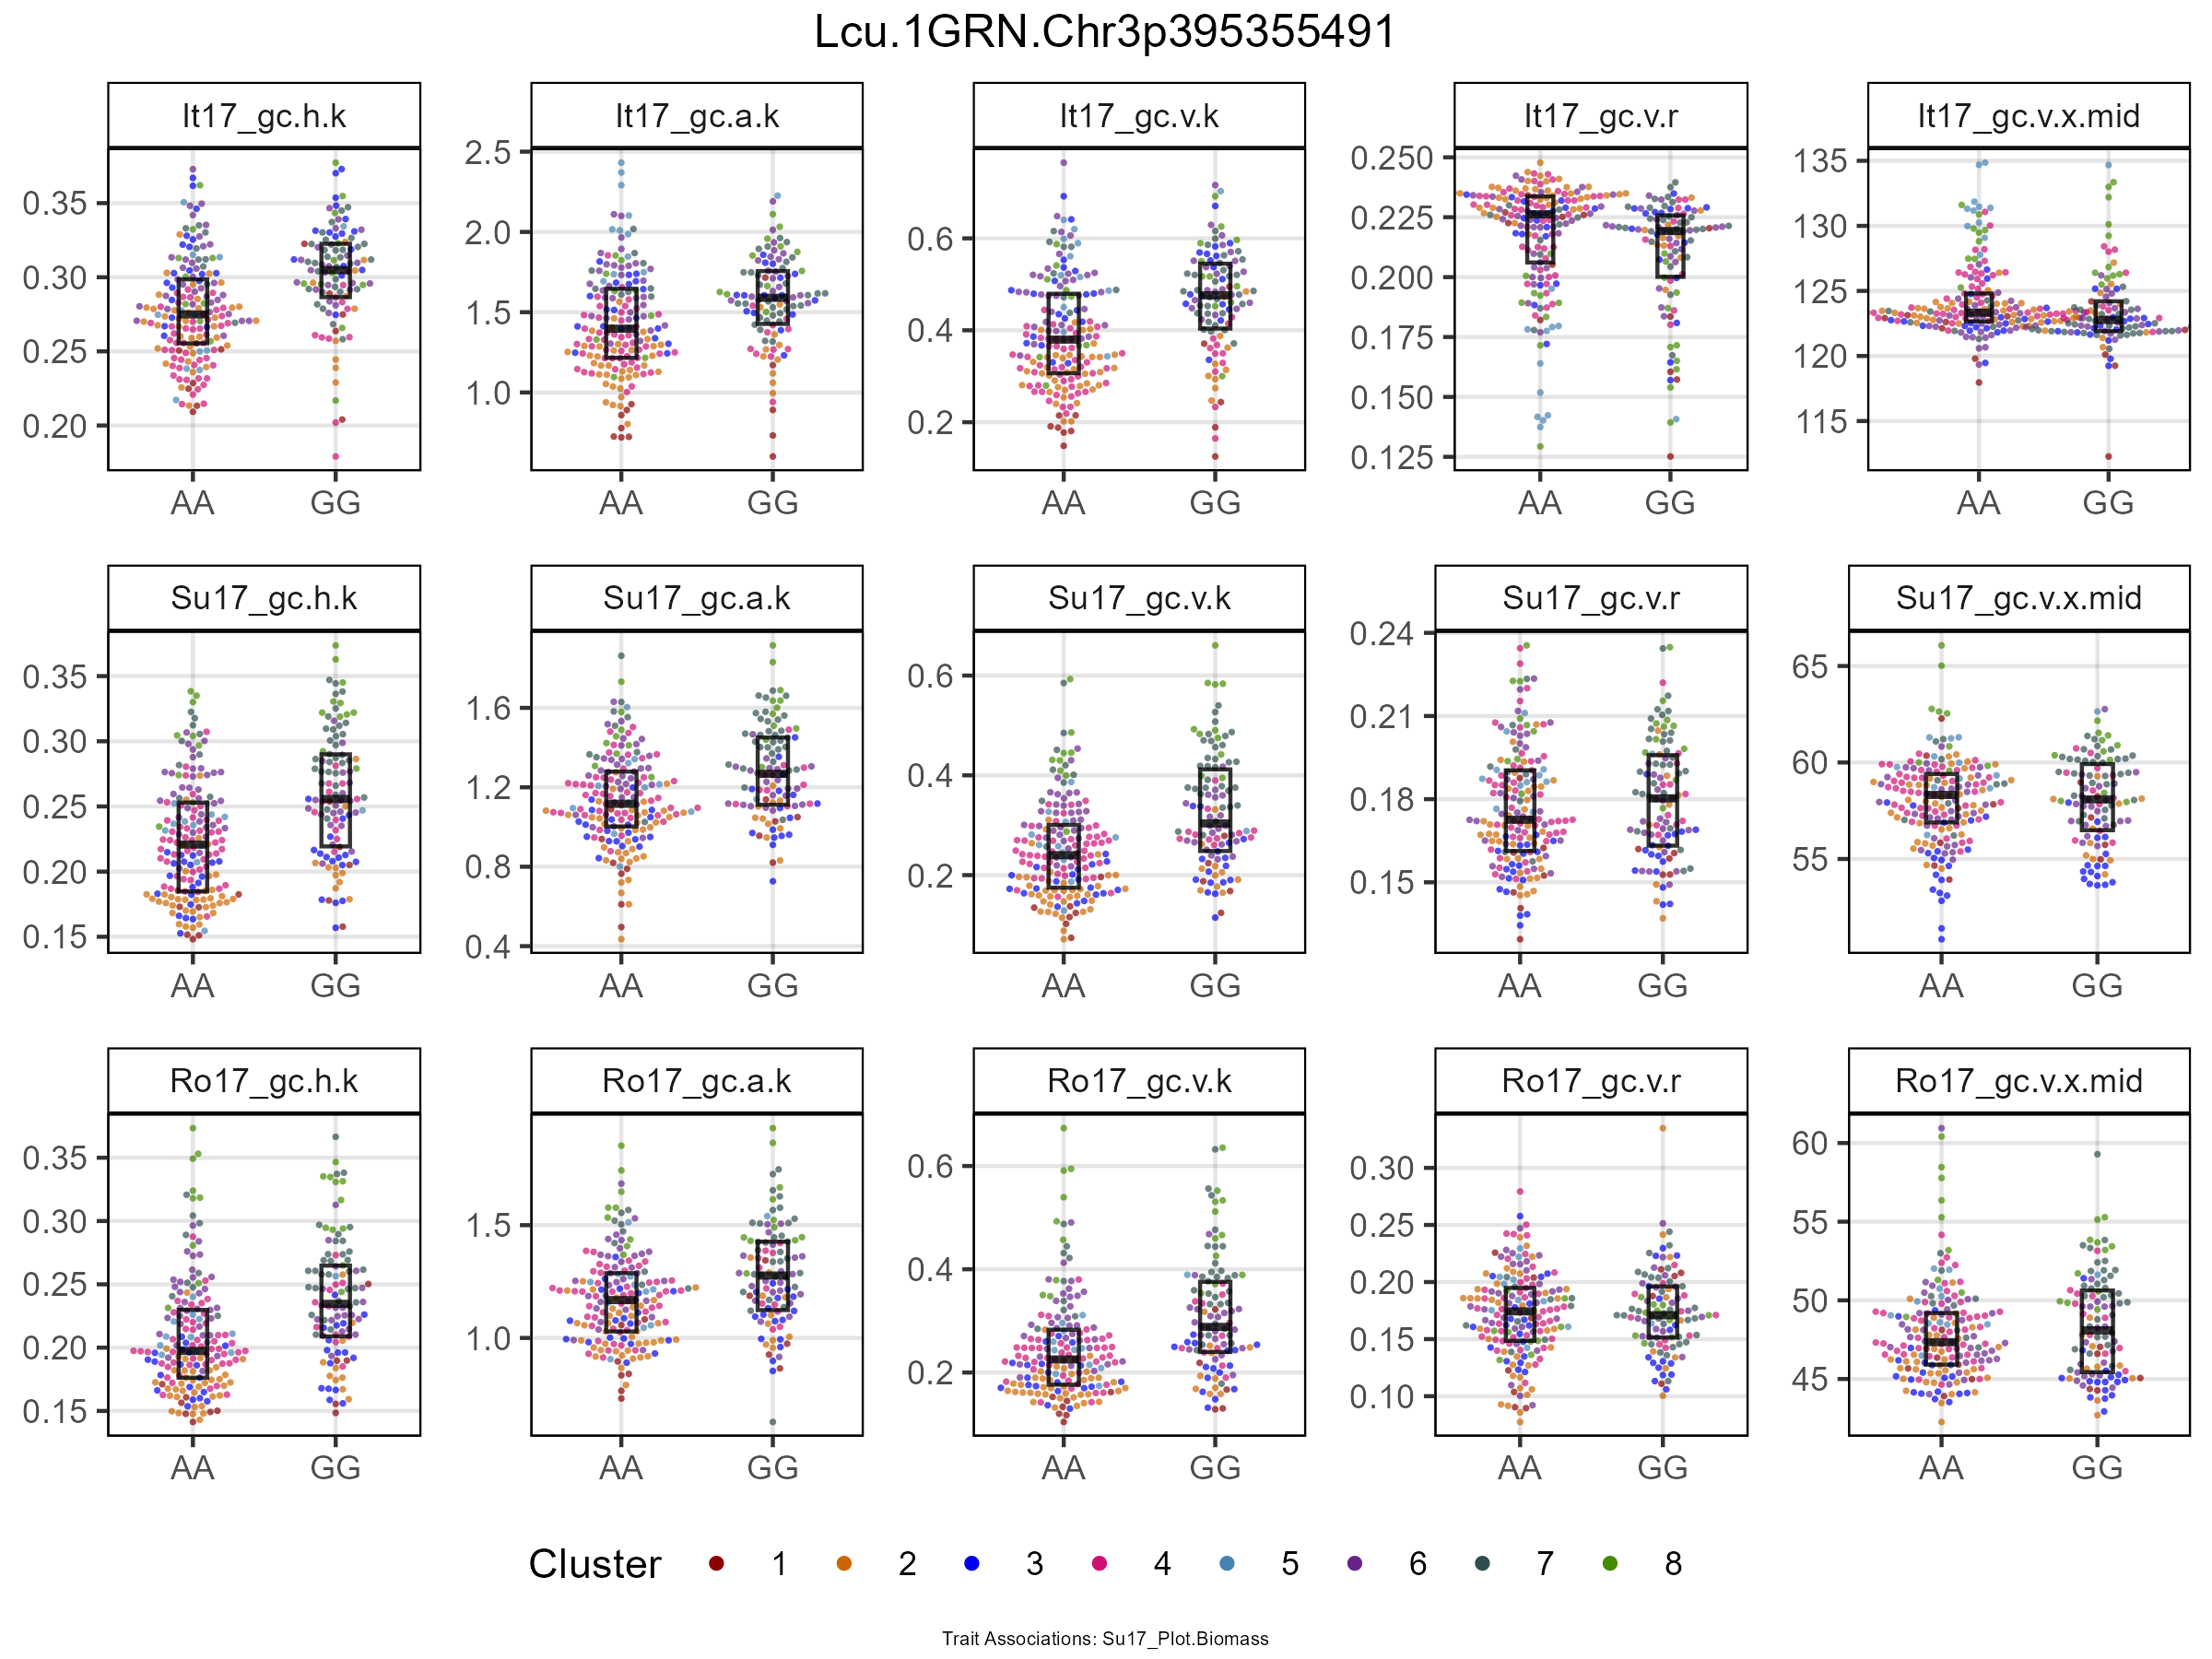 Lcu.1GRN.Chr3p395355491
It17_gc.h.k It17_gc.a.k It17_gc.v.k It17_gc.v.r It17_gc.v.x.mid
0.35 0.30 0.25 0.20
2.5 2.0 1.5 1.0
0.6 0.4 0.2
0.250 0.225 0.200 0.175 0.150 0.125
135 130 125 120 115
AA GG AA GG AA GG AA GG AA GG
Su17_gc.h.k Su17_gc.a.k Su17_gc.v.k Su17_gc.v.r Su17_gc.v.x.mid
0.35 0.30 0.25 0.20 0.15
1.6 1.2 0.8 0.4
0.6 0.4 0.2
0.24 0.21 0.18 0.15
65 60 55
AA GG AA GG AA GG AA GG AA GG
Ro17_gc.h.k Ro17_gc.a.k Ro17_gc.v.k Ro17_gc.v.r Ro17_gc.v.x.mid
0.35 0.30 0.25 0.20 0.15
1.5 1.0
0.6 0.4 0.2
0.30 0.25 0.20 0.15 0.10
60 55 50 45
AA GG AA GG AA GG AA GG AA GG
Cluster 1 2 3 4 5 6 7 8
Trait Associations: Su17_Plot.Biomass